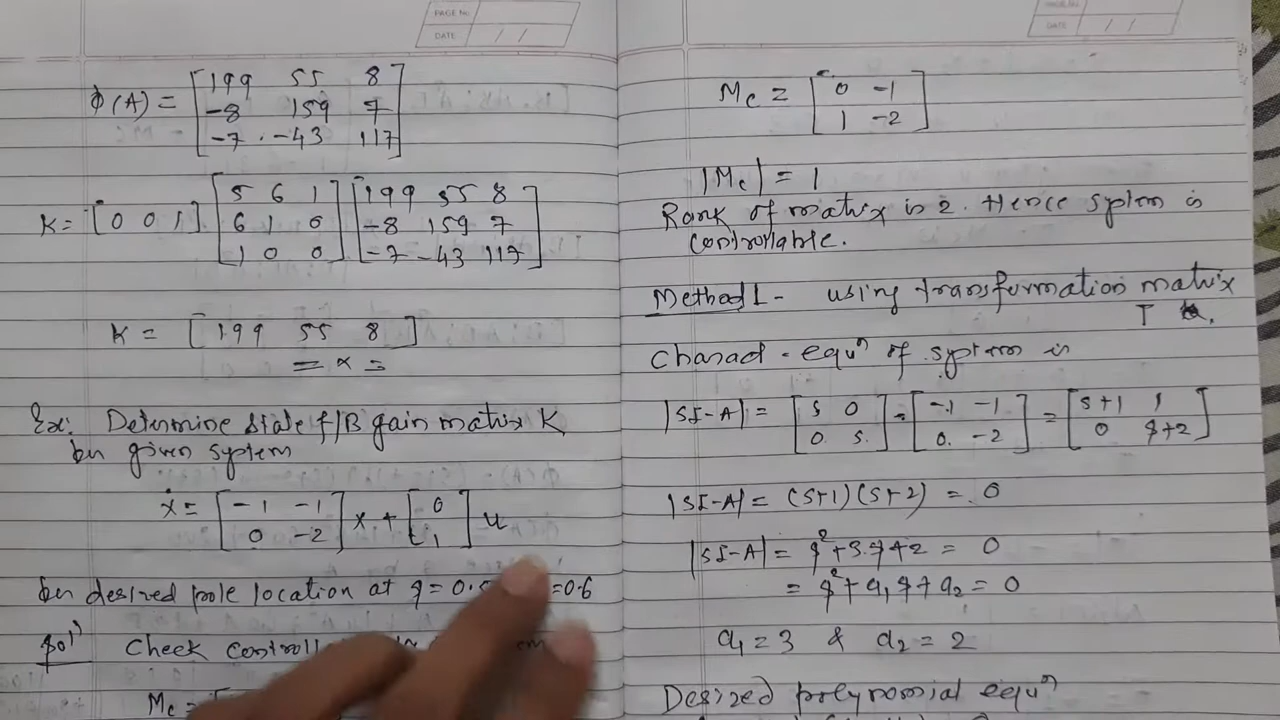 PAGE No.
DATE / /
ϕ(A) = [199 55 8
-8 159 7
-7 -43 117]
K = [0 0 1] [5 6 1 [199 55 8
6 1 0 -8 159 7
1 0 0] -7 -43 117]
K = [199 55 8]
= x =
Ex: Determine state f/B gain matrix K
for given system
ẋ = [-1 -1 x + [0 u
0 -2] 1]
for desired pole location at s = =0.6
Sol^n Check
Mc =
PAGE No.
DATE / /
Mc = [0 -1
1 -2]
|Mc| = 1
Rank of matrix is 2. Hence system is
controllable.
Method 1 - using transformation matrix
T
Charact. equ^n of system is
|SI-A| = [S 0 - [-1 -1 = [S+1 1
0 S] 0 -2] 0 S+2]
|SI-A| = (S+1)(S+2) = 0
|SI-A| = S²+3S+2 = 0
= S²+a₁S+a₂ = 0
a₁ = 3 & a₂ = 2
Desired polynomial equ^n